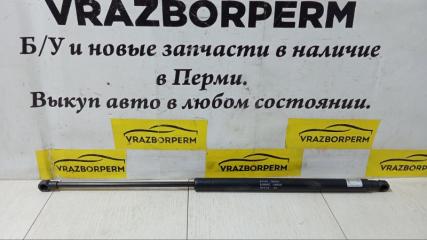 VRAZBORPERM
Б/У и новые запчасти в наличие
в Перми.
Выкуп авто в любом состоянии.
VRAZBORPERM
VRAZBORPERM
VRAZBORPERM
VRAZBORPERM
VRAZBORPERM